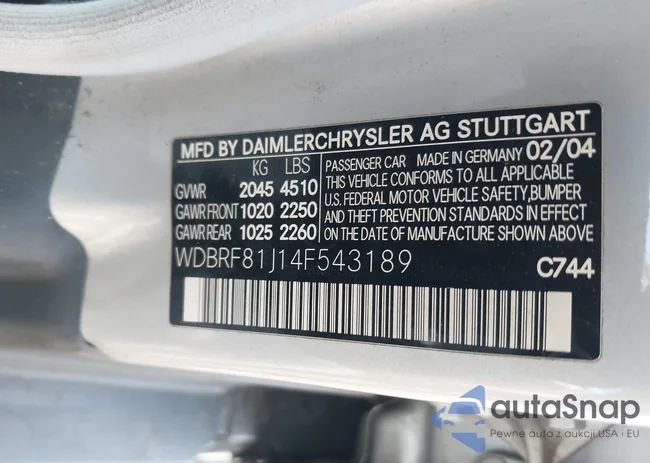 MFD BY DAIMLERCHRYSLER AG STUTTGART
KG LBS PASSENGER CAR MADE IN GERMANY 02/04
GVWR 2045 4510 THIS VEHICLE CONFORMS TO ALL APPLICABLE
U.S. FEDERAL MOTOR VEHICLE SAFETY,BUMPER
GAWR FRONT 1020 2250 AND THEFT PREVENTION STANDARDS IN EFFECT
GAWR REAR 1025 2260 ON THE DATE OF MANUFACTURE SHOWN ABOVE
WDBRF81J14F543189
C744
autaSnap
Pewne auta z aukcji USA i EU